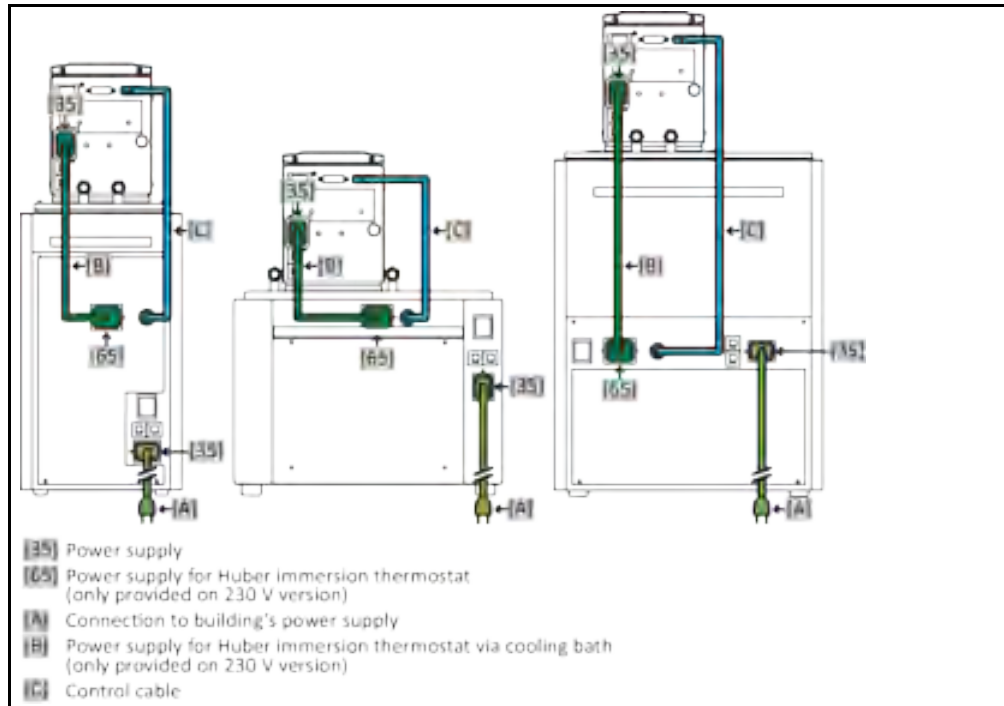 [35]
[35]
[35]
[C]
[C]
[C]
[B]
[B]
[B]
[65]
[65]
[65]
[35]
[35]
[35]
[A]
[A]
[A]
[35] Power supply
[65] Power supply for Huber immersion thermostat
(only provided on 230 V version)
[A] Connection to building's power supply
[B] Power supply for Huber immersion thermostat via cooling bath
(only provided on 230 V version)
[C] Control cable